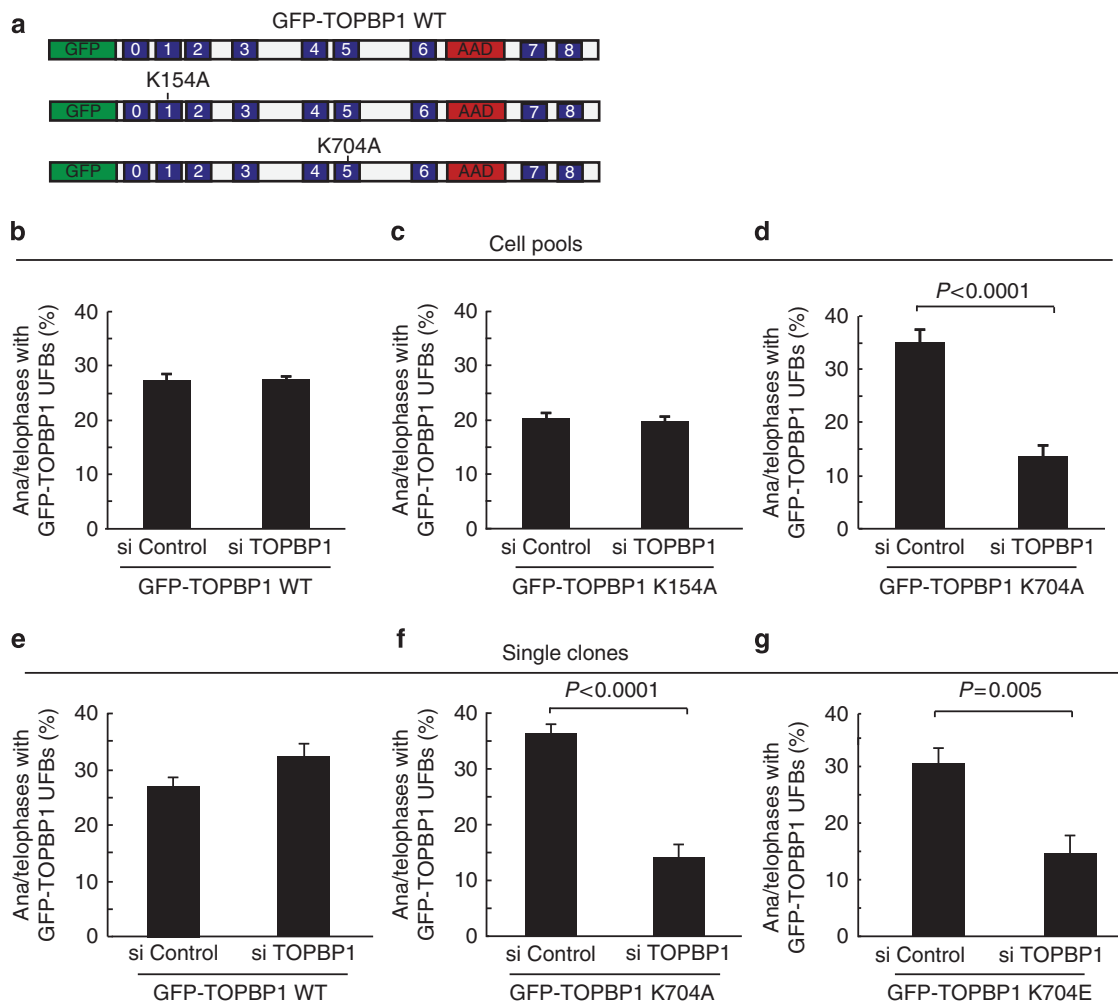 a
GFP-TOPBP1 WT
GFP 0 1 2 3 4 5 6 AAD 7 8
K154A
GFP 0 1 2 3 4 5 6 AAD 7 8
K704A
GFP 0 1 2 3 4 5 6 AAD 7 8
b
c
d
Cell pools
Ana/telophases with
GFP-TOPBP1 UFBs (%)
40
30
20
10
0
si Control si TOPBP1
GFP-TOPBP1 WT
Ana/telophases with
GFP-TOPBP1 UFBs (%)
40
30
20
10
0
si Control si TOPBP1
GFP-TOPBP1 K154A
P<0.0001
Ana/telophases with
GFP-TOPBP1 UFBs (%)
40
30
20
10
0
si Control si TOPBP1
GFP-TOPBP1 K704A
e
f
g
Single clones
Ana/telophases with
GFP-TOPBP1 UFBs (%)
40
30
20
10
0
si Control si TOPBP1
GFP-TOPBP1 WT
P<0.0001
Ana/telophases with
GFP-TOPBP1 UFBs (%)
40
30
20
10
0
si Control si TOPBP1
GFP-TOPBP1 K704A
P=0.005
Ana/telophases with
GFP-TOPBP1 UFBs (%)
40
30
20
10
0
si Control si TOPBP1
GFP-TOPBP1 K704E